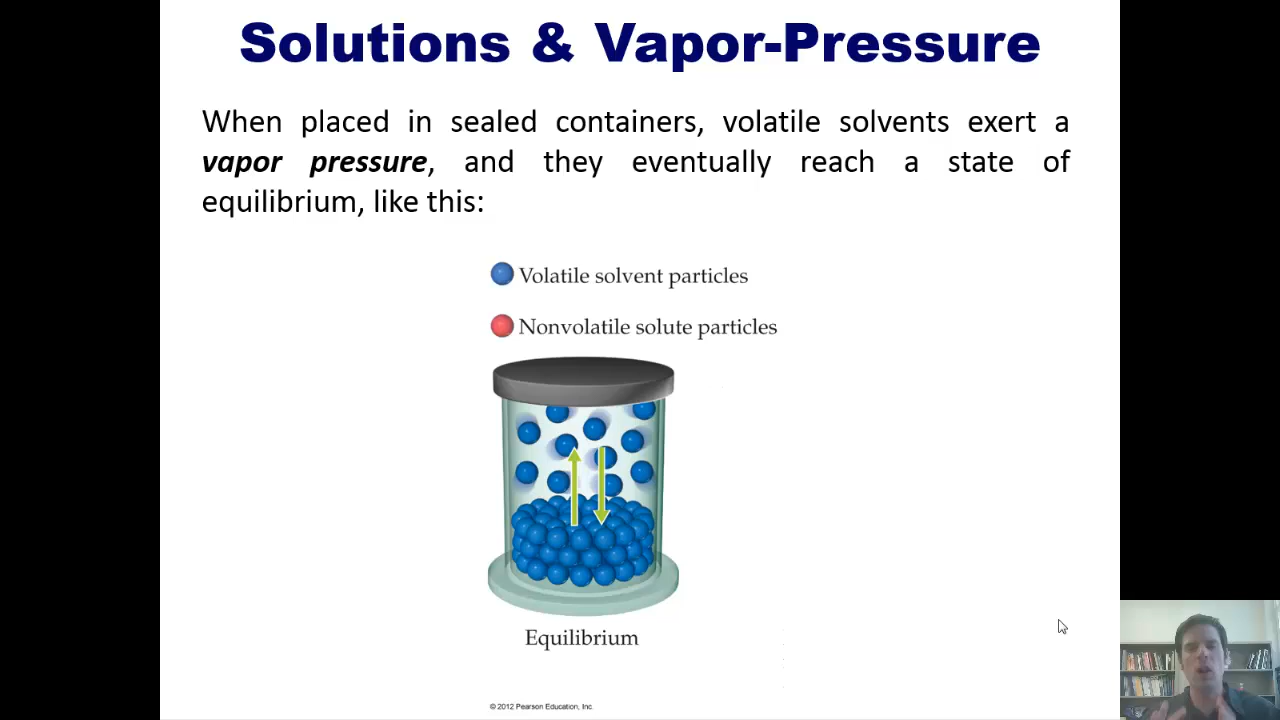 Solutions & Vapor-Pressure
When placed in sealed containers, volatile solvents exert a
vapor pressure, and they eventually reach a state of
equilibrium, like this:
Volatile solvent particles
Nonvolatile solute particles
Equilibrium
© 2012 Pearson Education, Inc.